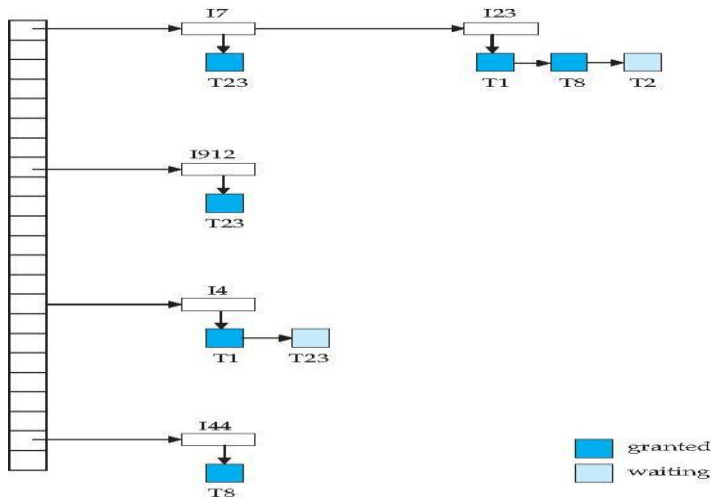 I7 I23
T23 T1 T8 T2
I912
T23
I4
T1 T23
I44
granted
waiting
T8